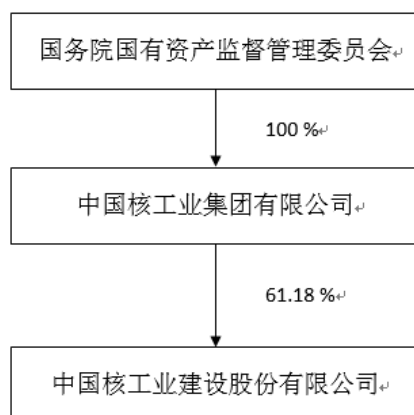 国务院国有资产监督管理委员会
100 %
中国核工业集团有限公司
61.18 %
中国核工业建设股份有限公司